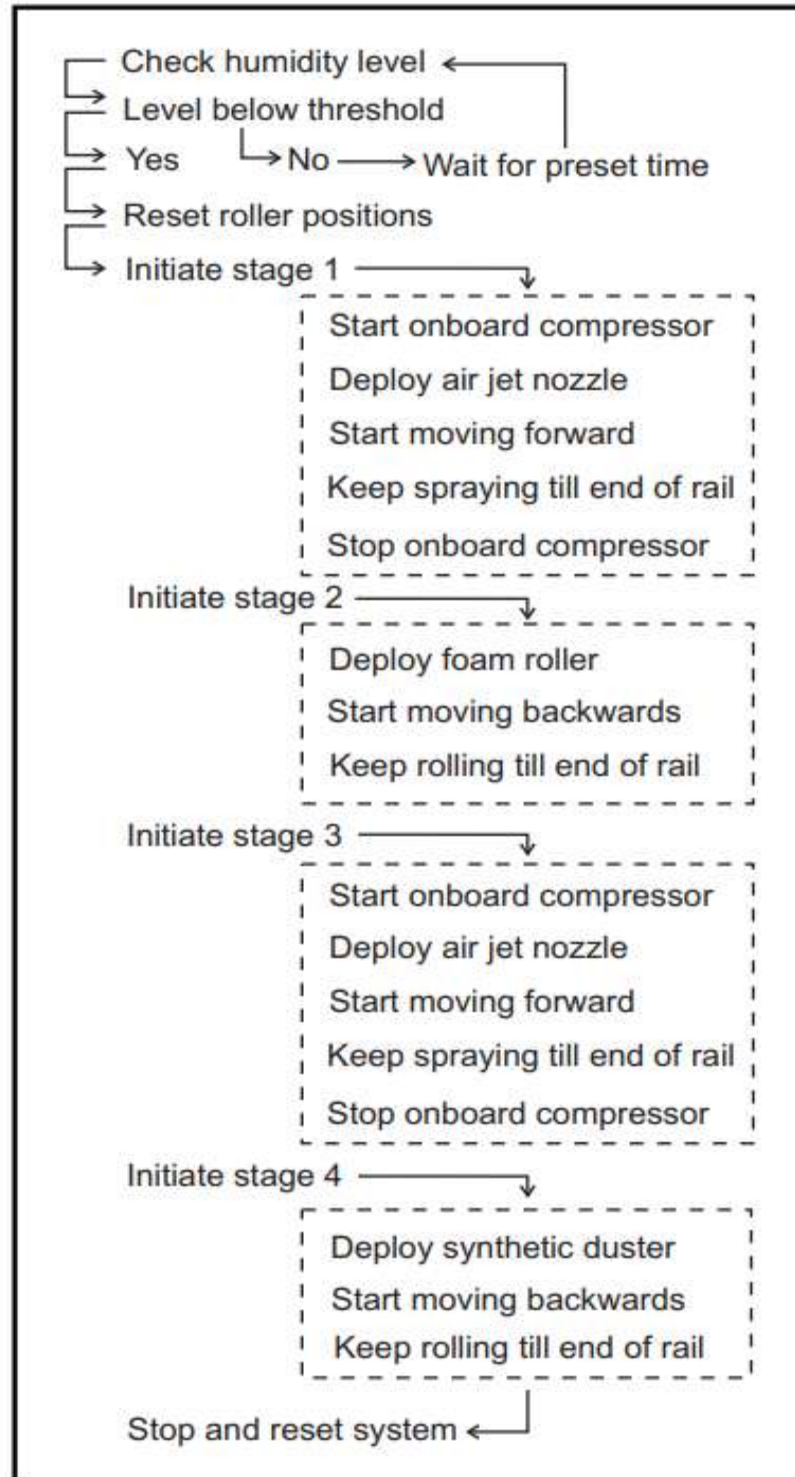 Check humidity level
Level below threshold
Yes No Wait for preset time
Reset roller positions
Initiate stage 1
Start onboard compressor
Deploy air jet nozzle
Start moving forward
Keep spraying till end of rail
Stop onboard compressor
Initiate stage 2
Deploy foam roller
Start moving backwards
Keep rolling till end of rail
Initiate stage 3
Start onboard compressor
Deploy air jet nozzle
Start moving forward
Keep spraying till end of rail
Stop onboard compressor
Initiate stage 4
Deploy synthetic duster
Start moving backwards
Keep rolling till end of rail
Stop and reset system